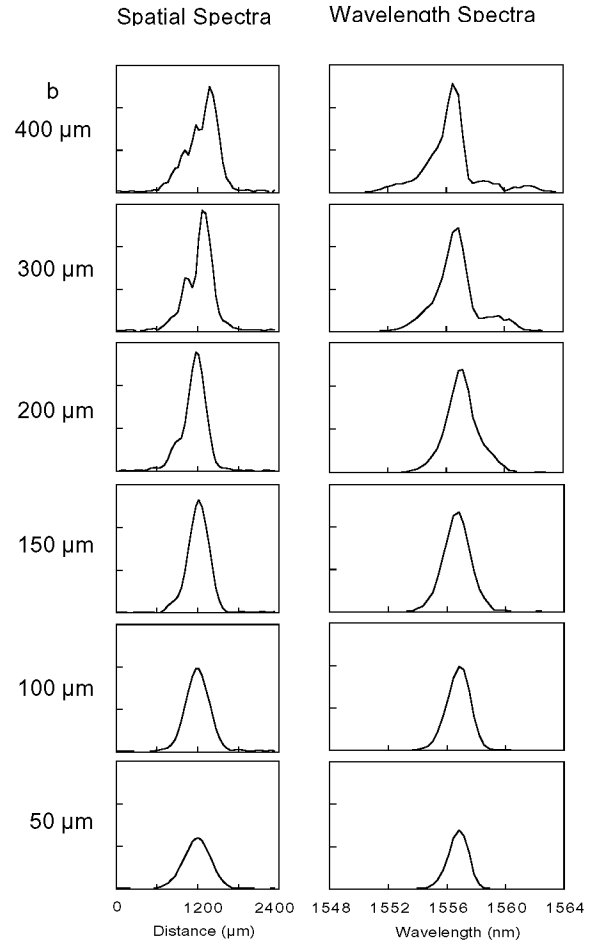 Spatial Spectra Wavelength Spectra
b
400 µm
300 µm
200 µm
150 µm
100 µm
50 µm
0 1200 2400 1548 1552 1556 1560 1564
Distance (µm) Wavelength (nm)